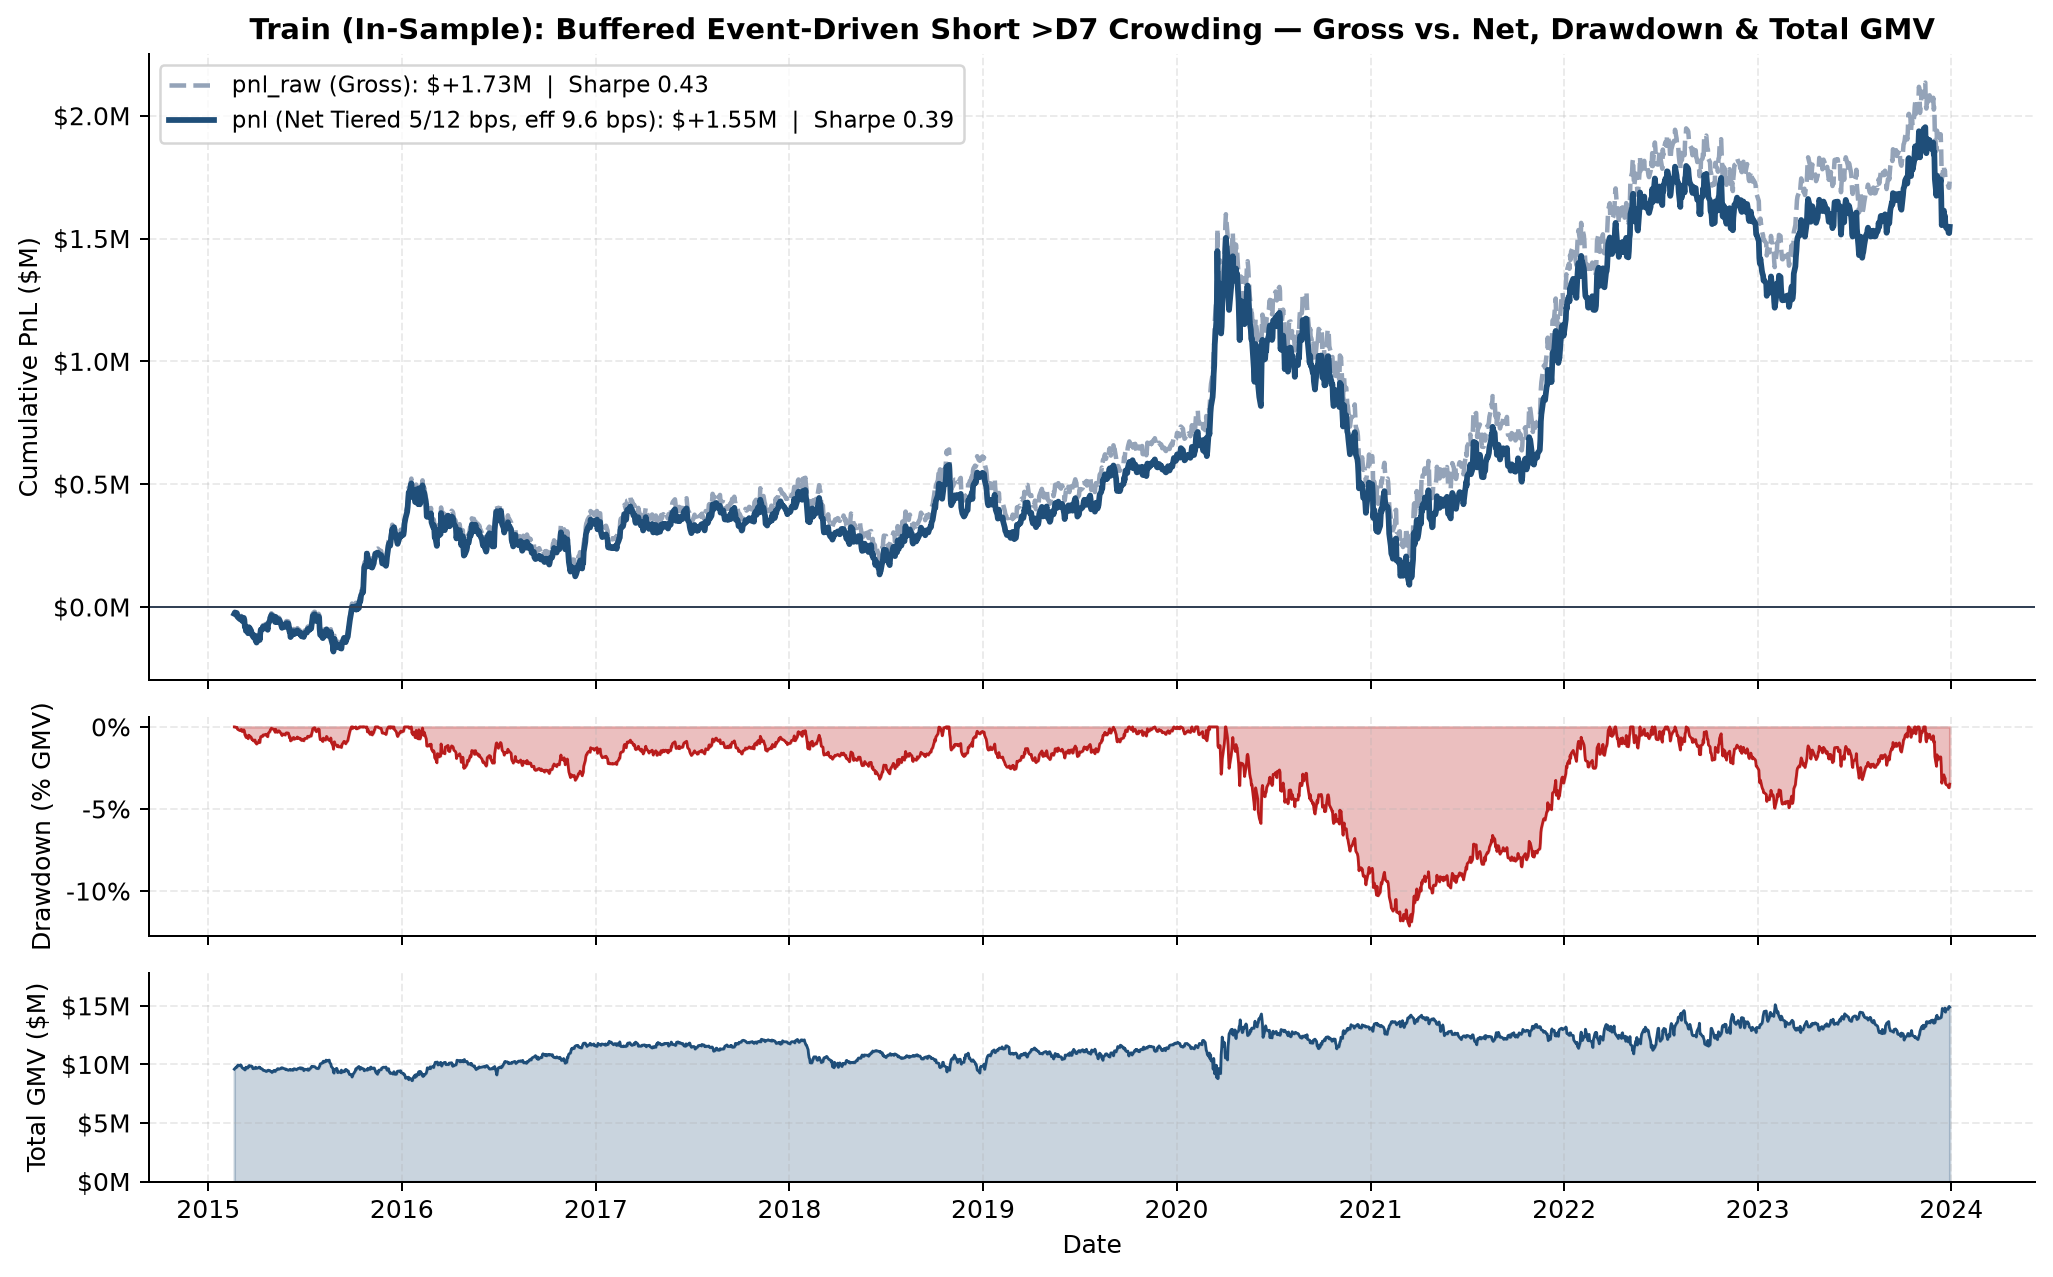 Train (In-Sample): Buffered Event-Driven Short >D7 Crowding — Gross vs. Net, Drawdown & Total GMV
pnl_raw (Gross): $+1.73M | Sharpe 0.43
pnl (Net Tiered 5/12 bps, eff 9.6 bps): $+1.55M | Sharpe 0.39
Cumulative PnL ($M)
$2.0M
$1.5M
$1.0M
$0.5M
$0.0M
Drawdown (% GMV)
0%
-5%
-10%
Total GMV ($M)
$15M
$10M
$5M
$0M
2015 2016 2017 2018 2019 2020 2021 2022 2023 2024
Date